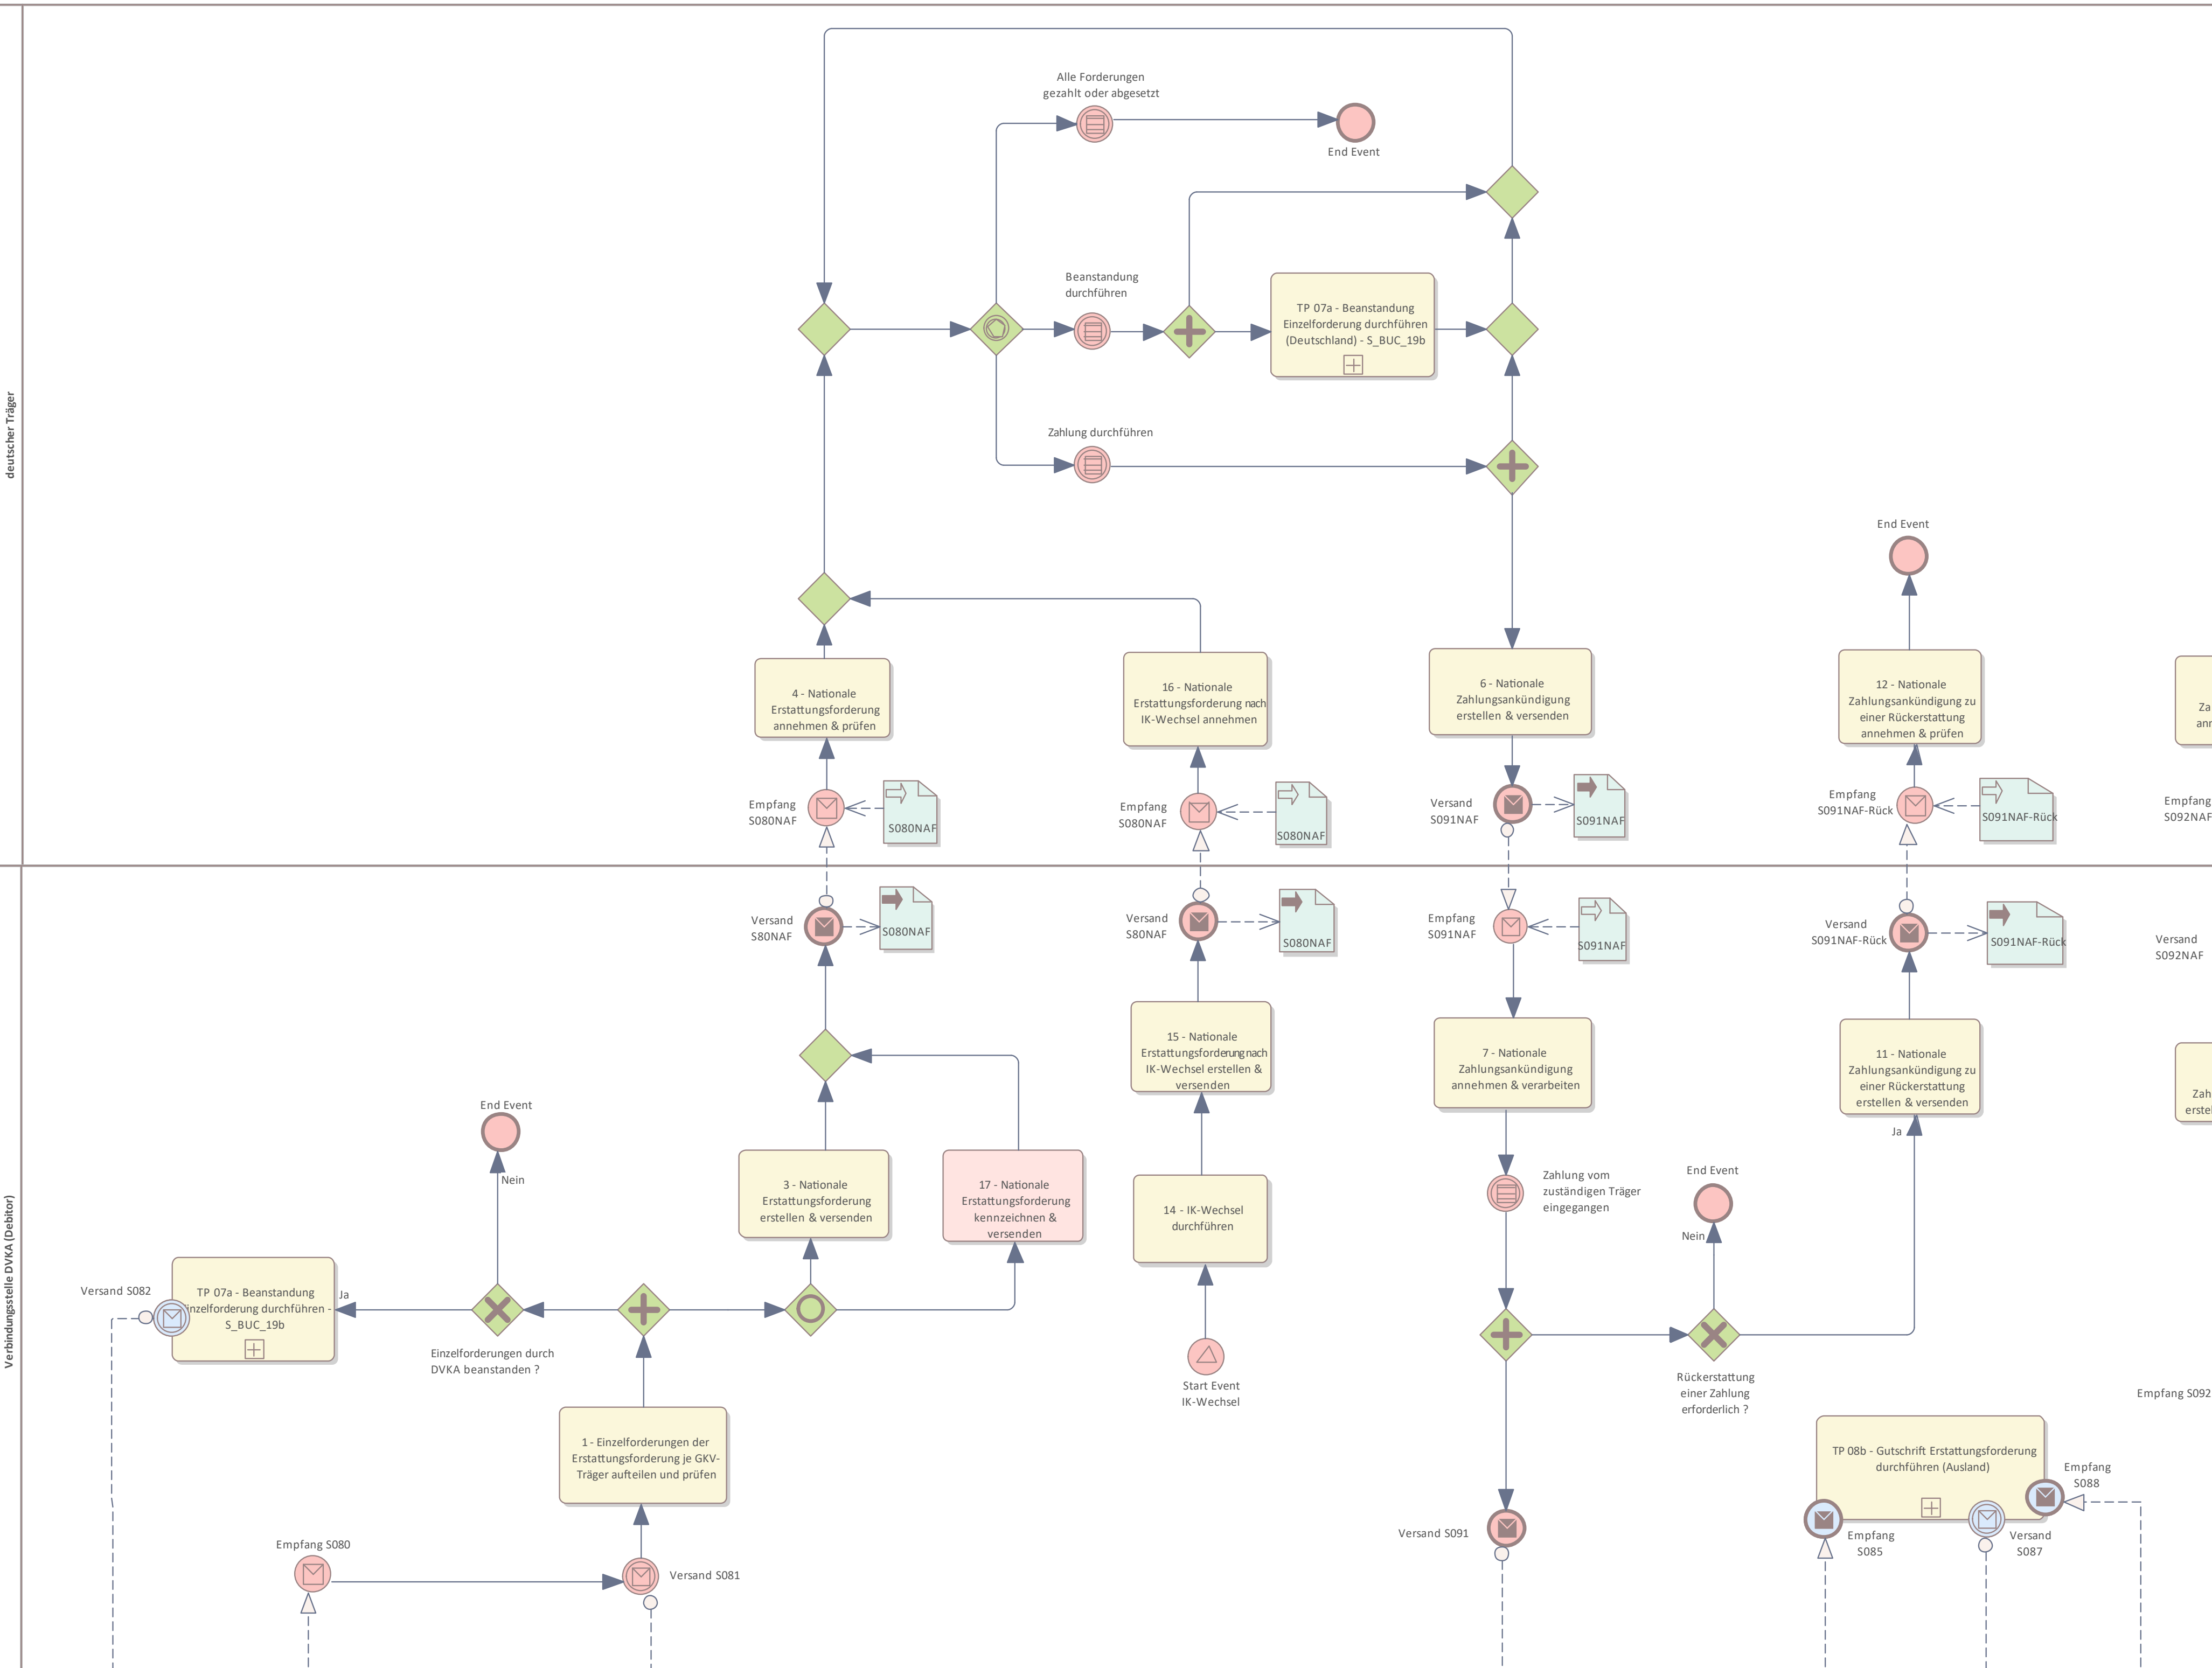 deutscher Träger
Alle Forderungen
gezahlt oder abgesetzt
End Event
Beanstandung
durchführen
TP 07a - Beanstandung
Einzelforderung durchführen
(Deutschland) - S_BUC_19b
Zahlung durchführen
End Event
4 - Nationale
Erstattungsforderung
annehmen & prüfen
16 - Nationale
Erstattungsforderung nach
IK-Wechsel annehmen
6 - Nationale
Zahlungsankündigung
erstellen & versenden
12 - Nationale
Zahlungsankündigung zu
einer Rückerstattung
annehmen & prüfen
Za
ann
Empfang
S080NAF
S080NAF
Empfang
S080NAF
S080NAF
Versand
S091NAF
S091NAF
Empfang
S091NAF-Rück
S091NAF-Rück
Empfang
S092NAF
Verbindungsstelle DVKA (Debitor)
Versand
S80NAF
S080NAF
Versand
S80NAF
S080NAF
Empfang
S091NAF
S091NAF
Versand
S091NAF-Rück
S091NAF-Rück
Versand
S092NAF
15 - Nationale
Erstattungsforderung nach
IK-Wechsel erstellen &
versenden
7 - Nationale
Zahlungsankündigung
annehmen & verarbeiten
11 - Nationale
Zahlungsankündigung zu
einer Rückerstattung
erstellen & versenden
Zah
erstel
Ja
End Event
Nein
3 - Nationale
Erstattungsforderung
erstellen & versenden
17 - Nationale
Erstattungsforderung
kennzeichnen &
versenden
14 - IK-Wechsel
durchführen
Zahlung vom
zuständigen Träger
eingegangen
End Event
Nein
Versand S082
TP 07a - Beanstandung
inzelforderung durchführen -
S_BUC_19b
Ja
Einzelforderungen durch
DVKA beanstanden ?
Start Event
IK-Wechsel
Rückerstattung
einer Zahlung
erforderlich ?
Empfang S092
1 - Einzelforderungen der
Erstattungsforderung je GKV-
Träger aufteilen und prüfen
TP 08b - Gutschrift Erstattungsforderung
durchführen (Ausland)
Empfang
S088
Empfang S080
Versand S081
Versand S091
Empfang
S085
Versand
S087